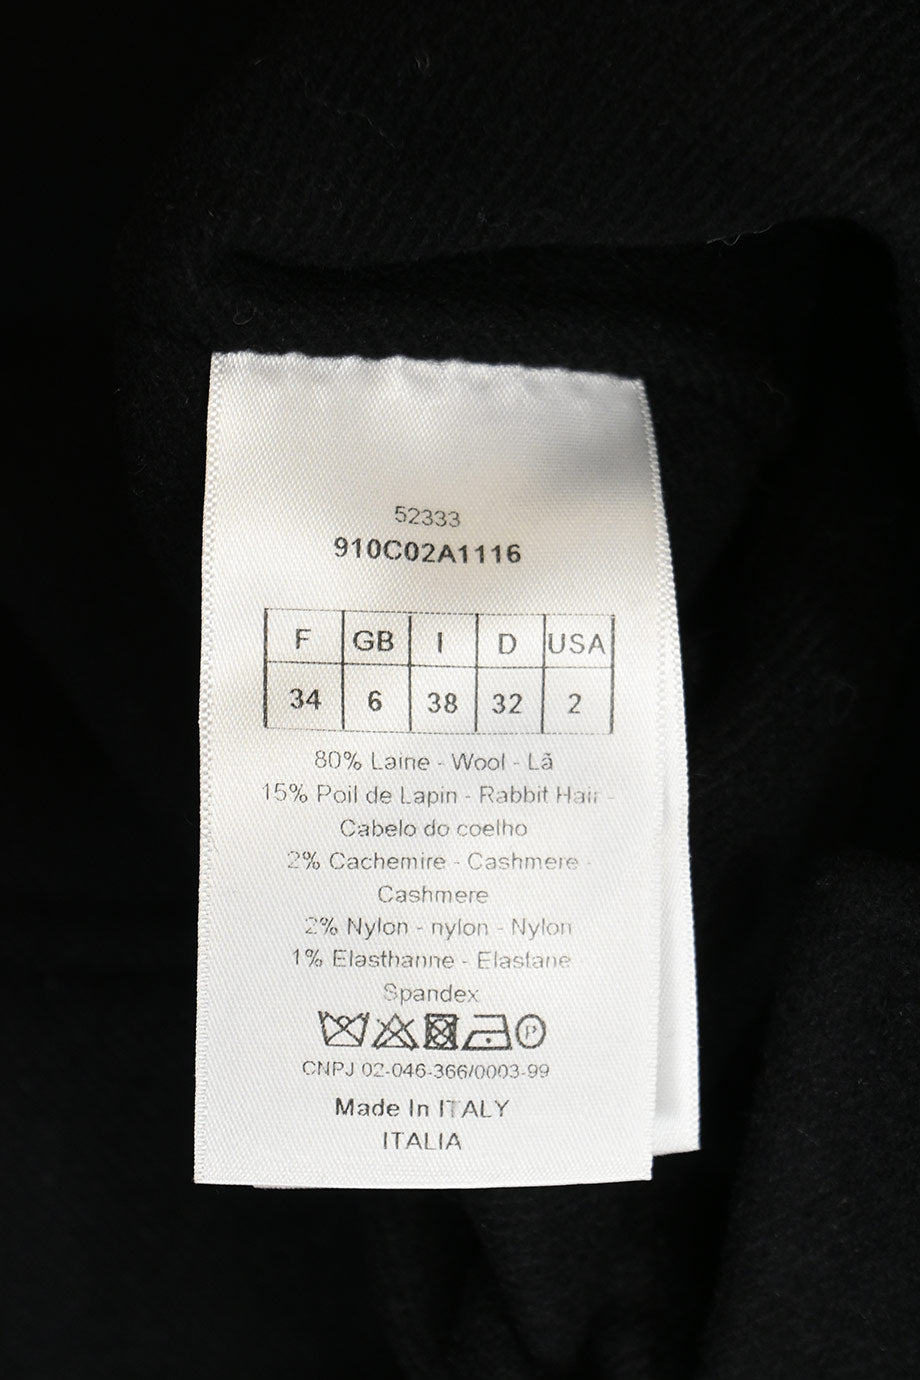 52333
910C02A1116
F GB I D USA
34 6 38 32 2
80% Laine - Wool - Lã
15% Poil de Lapin - Rabbit Hair -
Cabelo do coelho
2% Cachemire - Cashmere -
Cashmere
2% Nylon - nylon - Nylon
1% Elasthanne - Elastane
Spandex
P
CNPJ 02-046-366/0003-99
Made In ITALY
ITALIA